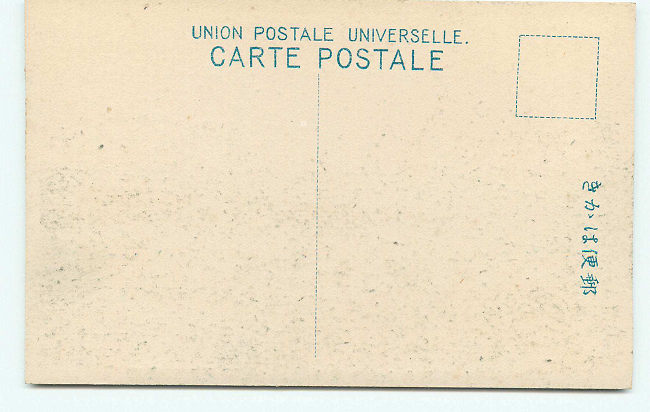 UNION POSTALE UNIVERSELLE.
CARTE POSTALE
郵便はかき